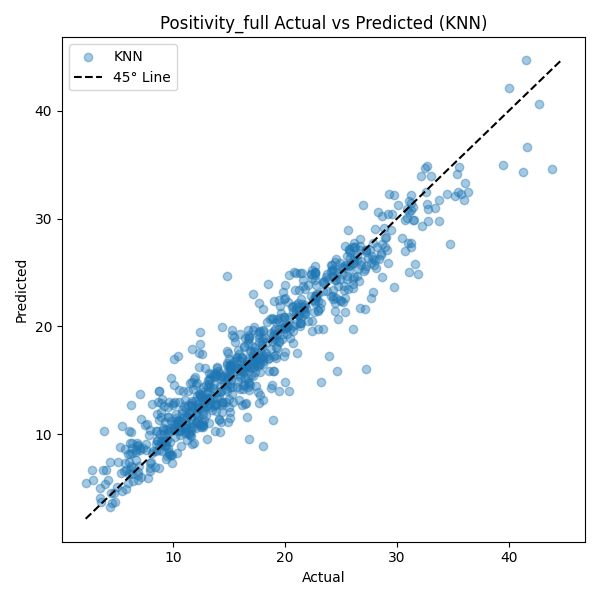 Positivity_full Actual vs Predicted (KNN)
KNN
45° Line
40
30
20
10
Predicted
10 20 30 40
Actual